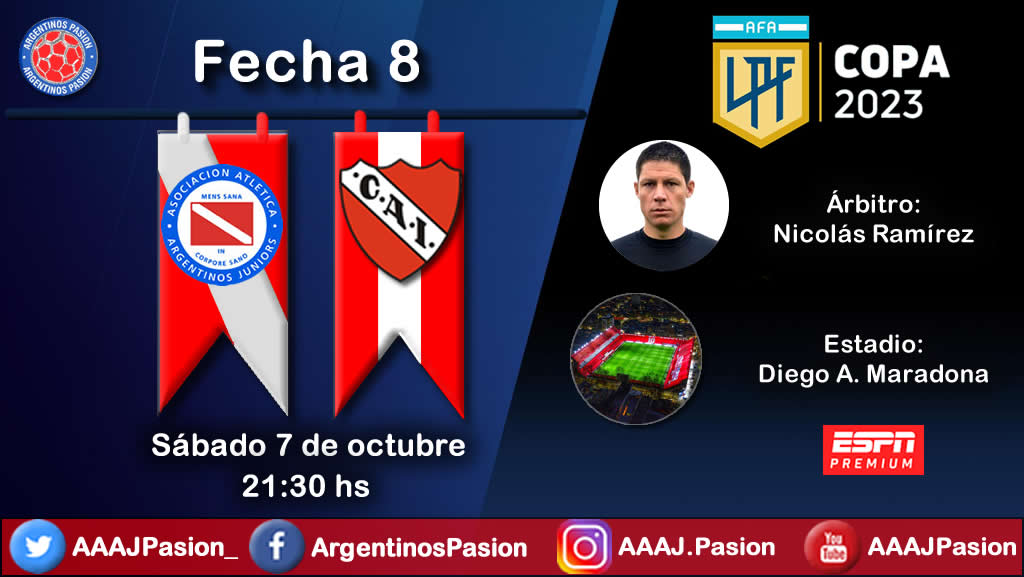 ARGENTINOS PASION
ARGENTINOS PASION
Fecha 8
AFA
LPF
COPA
2023
ASOCIACION ATLETICA
MENS SANA
IN
CORPORE SANO
ARGENTINOS JUNIORS
C.A.I.
Árbitro:
Nicolás Ramírez
Estadio:
Diego A. Maradona
Sábado 7 de octubre
21:30 hs
ESPN
PREMIUM
AAAJPasion_
ArgentinosPasion
AAAJ.Pasion
You
Tube
AAAJPasion